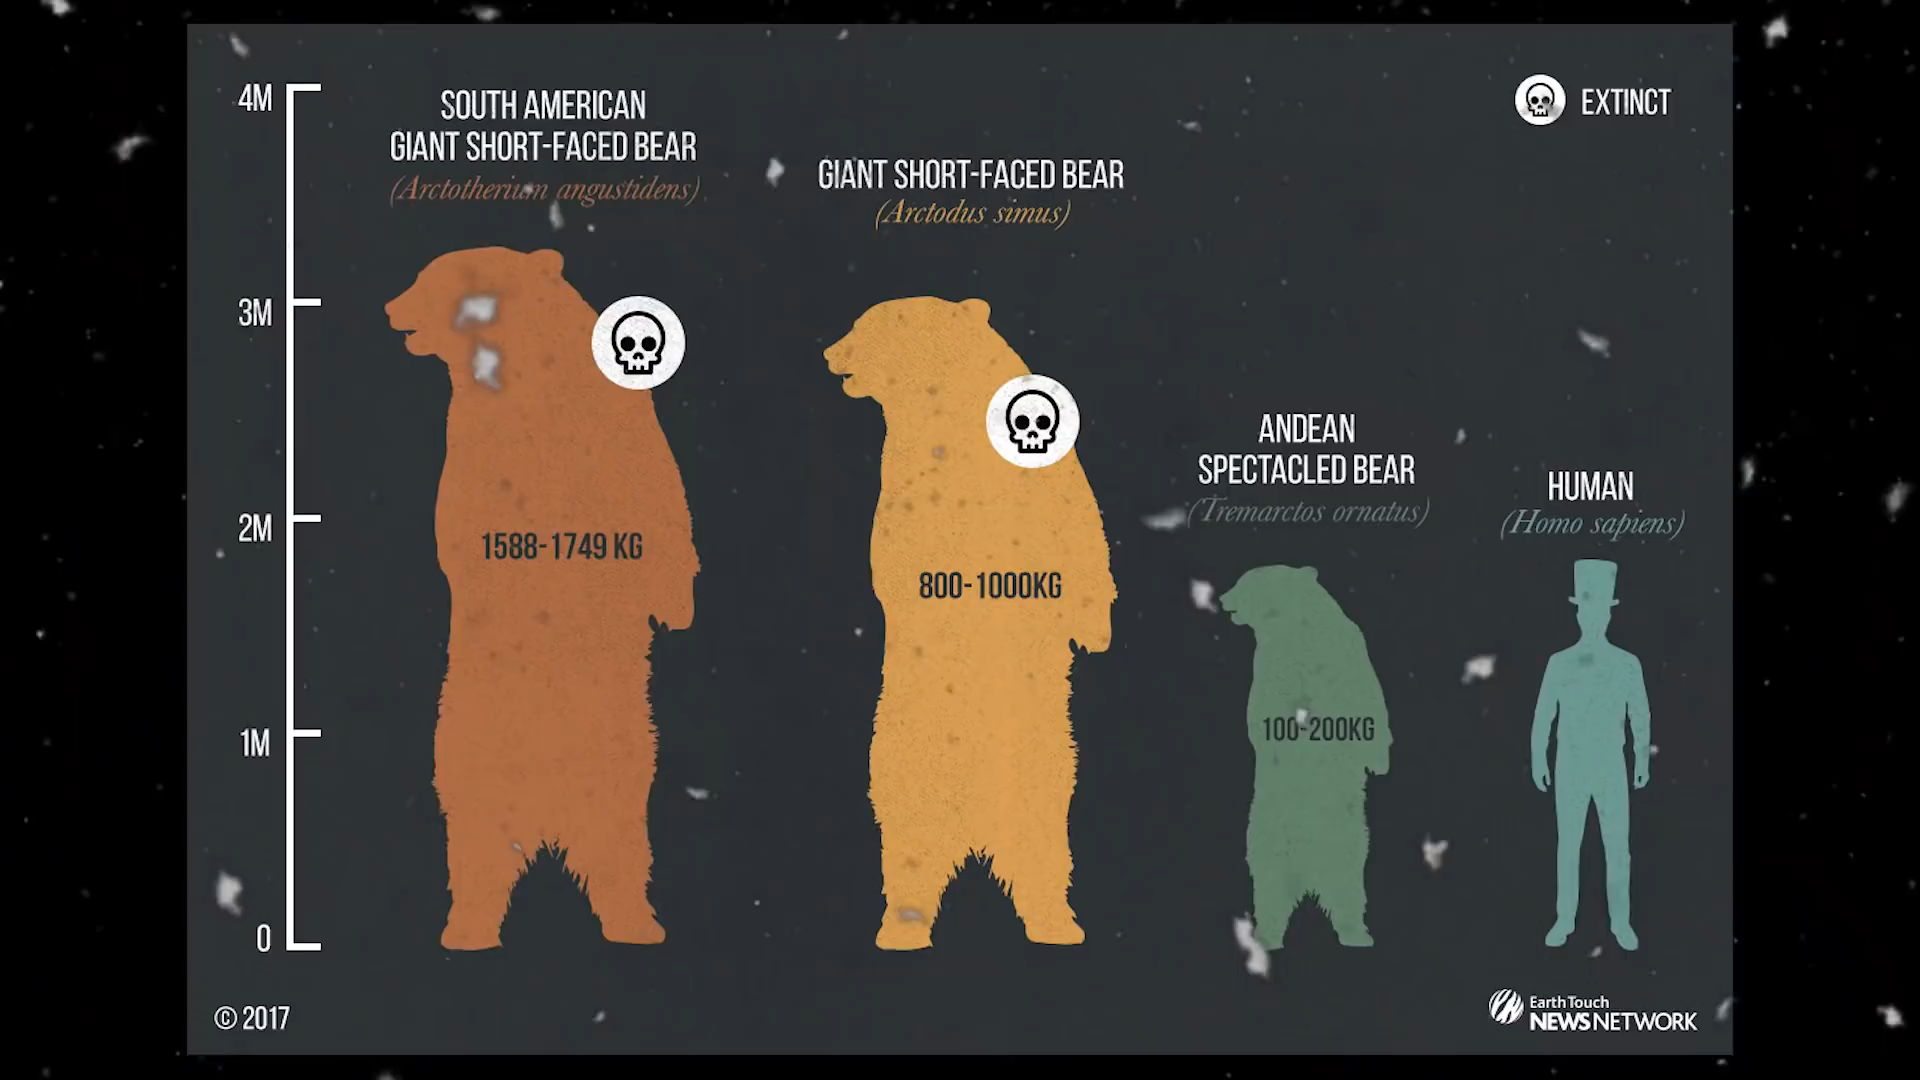 4M
3M
2M
1M
0
SOUTH AMERICAN
GIANT SHORT-FACED BEAR
(Arctotherium angustidens)
1588-1749 KG
GIANT SHORT-FACED BEAR
(Arctodus simus)
800-1000KG
ANDEAN
SPECTACLED BEAR
(Tremarctos ornatus)
100-200KG
HUMAN
(Homo sapiens)
EXTINCT
© 2017
Earth Touch
NEWS NETWORK